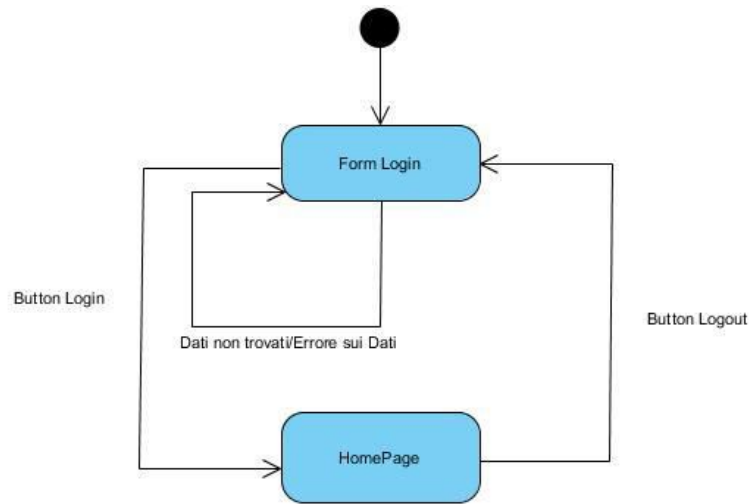 Form Login
Button Login
Button Logout
Dati non trovati/Errore sui Dati
HomePage